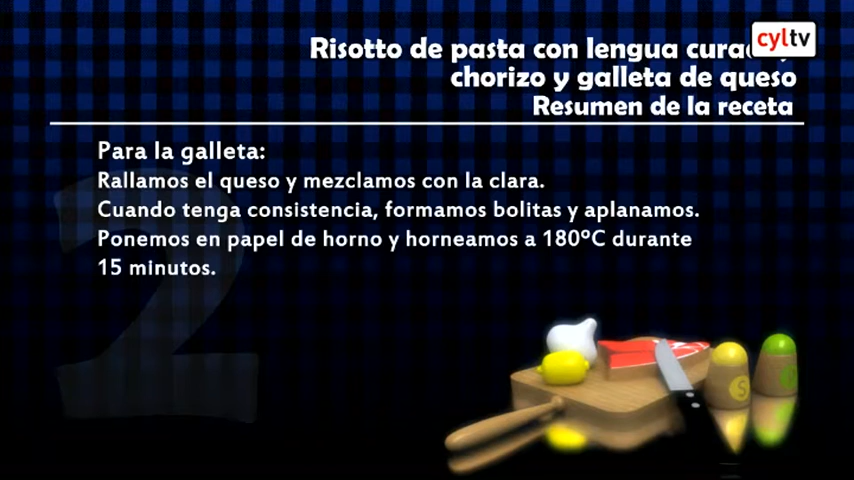 cyltv
Risotto de pasta con lengua
chorizo y galleta de queso
Resumen de la receta
Para la galleta:
Rallamos el queso y mezclamos con la clara.
Cuando tenga consistencia, formamos bolitas y aplanamos.
Ponemos en papel de horno y horneamos a 180ºC durante
15 minutos.
2
S